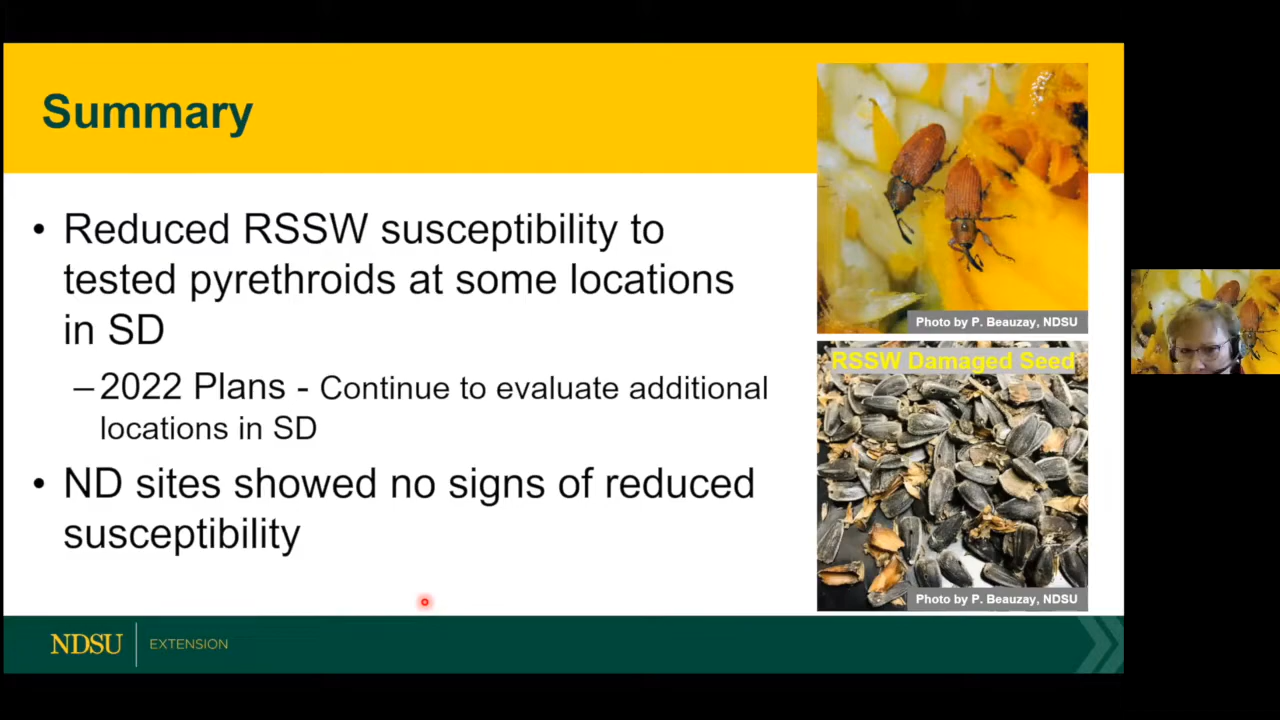 Summary
• Reduced RSSW susceptibility to
tested pyrethroids at some locations
in SD
– 2022 Plans - Continue to evaluate additional
locations in SD
• ND sites showed no signs of reduced
susceptibility
Photo by P. Beauzay, NDSU
RSSW Damaged Seed
Photo by P. Beauzay, NDSU
NDSU EXTENSION